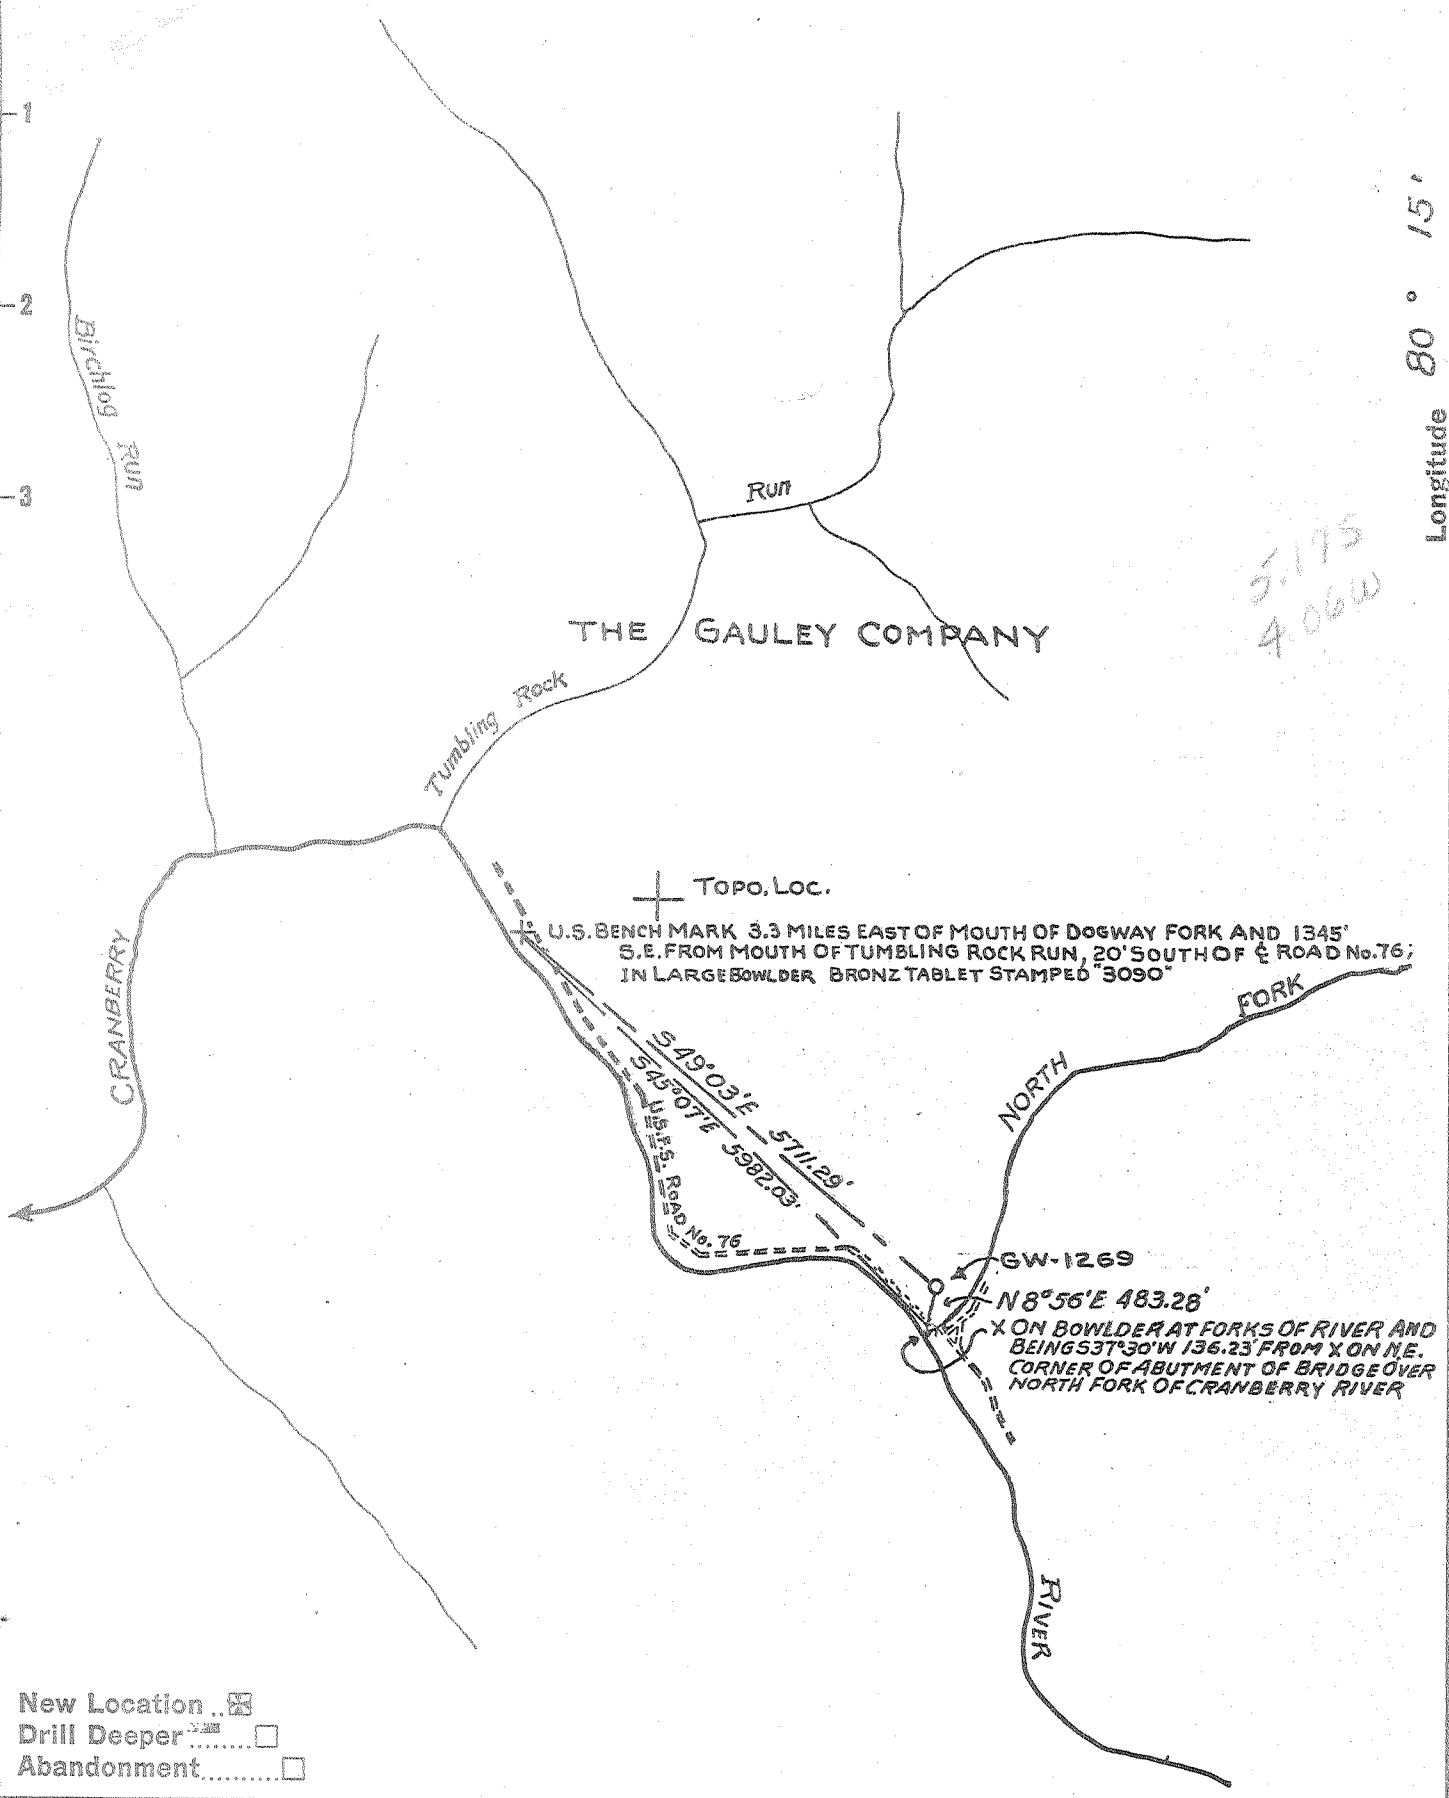 1
2
3
Longitude 80° 15'
Birchlog Run
Run
5.17S
4.06W
THE GAULEY COMPANY
Tumbling Rock
TOPO. LOC.
U.S. BENCH MARK 3.3 MILES EAST OF MOUTH OF DOGWAY FORK AND 1345'
S.E. FROM MOUTH OF TUMBLING ROCK RUN, 20' SOUTH OF ℄ ROAD No. 76;
IN LARGE BOWLDER BRONZ TABLET STAMPED "3090"
CRANBERRY
NORTH FORK
S 49°03'E 5711.29'
S 45°07'E 5982.03'
U.S.F.S. ROAD No. 76
GW-1269
N 8°56'E 483.28'
X ON BOWLDER AT FORKS OF RIVER AND
BEING S37°30'W 136.23' FROM X ON N.E.
CORNER OF ABUTMENT OF BRIDGE OVER
NORTH FORK OF CRANBERRY RIVER
RIVER
New Location
Drill Deeper
Abandonment